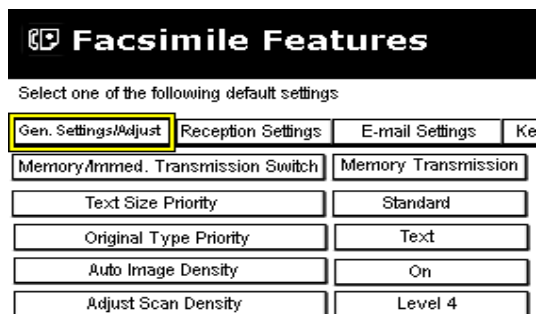 Facsimile Features
Select one of the following default settings
Gen. Settings/Adjust Reception Settings E-mail Settings Ke
Memory/Immed. Transmission Switch Memory Transmission
Text Size Priority Standard
Original Type Priority Text
Auto Image Density On
Adjust Scan Density Level 4